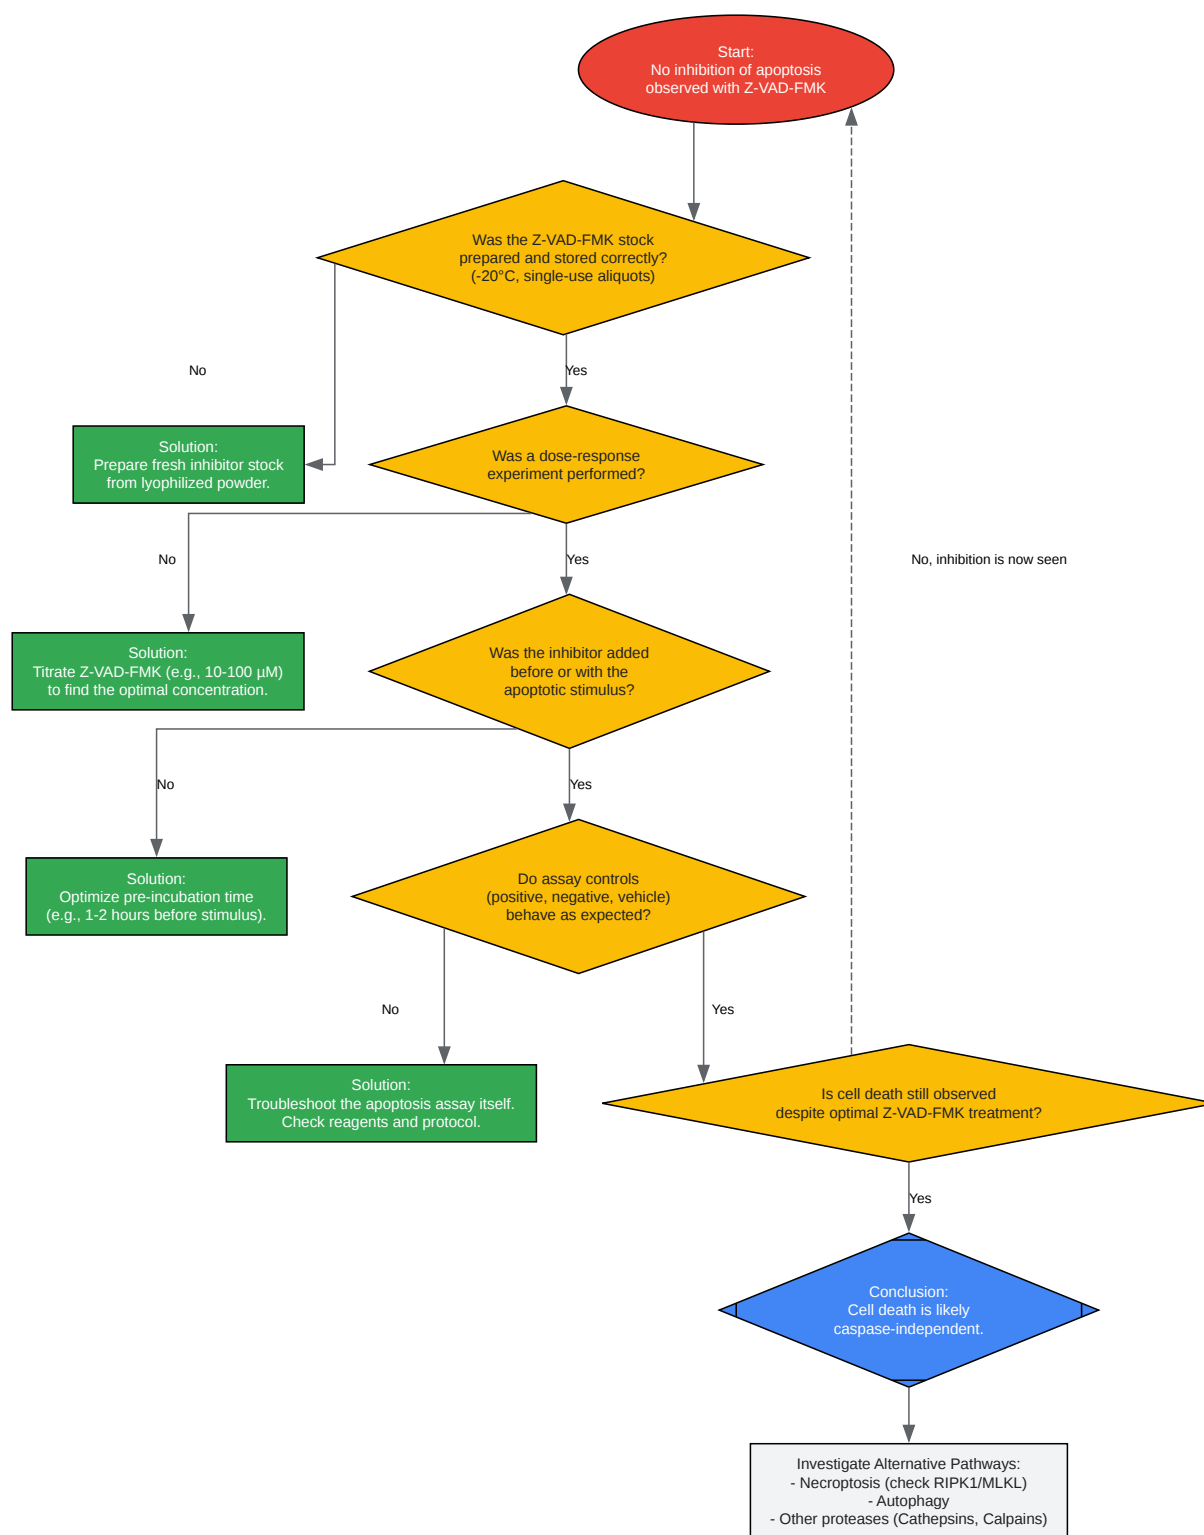 Start:
No inhibition of apoptosis
observed with Z-VAD-FMK
Was the Z-VAD-FMK stock
prepared and stored correctly?
(-20°C, single-use aliquots)
No
Yes
Solution:
Prepare fresh inhibitor stock
from lyophilized powder.
Was a dose-response
experiment performed?
No
Yes
No, inhibition is now seen
Solution:
Titrate Z-VAD-FMK (e.g., 10-100 µM)
to find the optimal concentration.
Was the inhibitor added
before or with the
apoptotic stimulus?
No
Yes
Solution:
Optimize pre-incubation time
(e.g., 1-2 hours before stimulus).
Do assay controls
(positive, negative, vehicle)
behave as expected?
No
Yes
Solution:
Troubleshoot the apoptosis assay itself.
Check reagents and protocol.
Is cell death still observed
despite optimal Z-VAD-FMK treatment?
Yes
Conclusion:
Cell death is likely
caspase-independent.
Investigate Alternative Pathways:
- Necroptosis (check RIPK1/MLKL)
- Autophagy
- Other proteases (Cathepsins, Calpains)